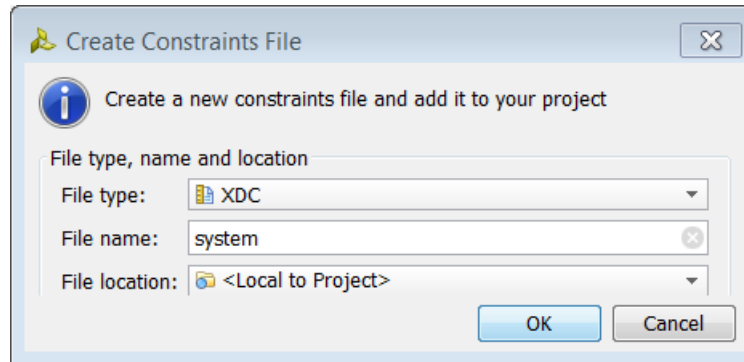 Create Constraints File
Create a new constraints file and add it to your project
File type, name and location
File type: XDC
File name: system
File location: <Local to Project>
OK Cancel